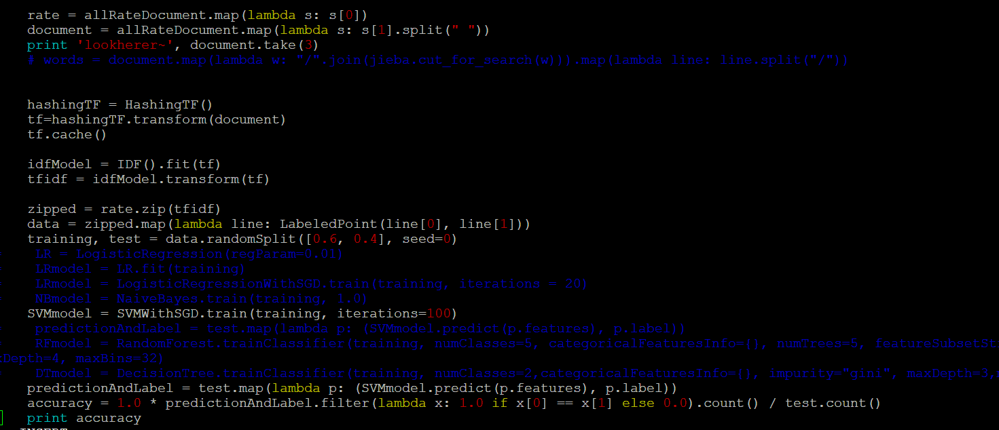 rate = allRateDocument.map(lambda s: s[0])
document = allRateDocument.map(lambda s: s[1].split(" "))
print 'lookherer~', document.take(3)
# words = document.map(lambda w: "/".join(jieba.cut_for_search(w))).map(lambda line: line.split("/"))
hashingTF = HashingTF()
tf=hashingTF.transform(document)
tf.cache()
idfModel = IDF().fit(tf)
tfidf = idfModel.transform(tf)
zipped = rate.zip(tfidf)
data = zipped.map(lambda line: LabeledPoint(line[0], line[1]))
training, test = data.randomSplit([0.6, 0.4], seed=0)
# LR = LogisticRegression(regParam=0.01)
# LRmodel = LR.fit(training)
# LRmodel = LogisticRegressionWithSGD.train(training, iterations = 20)
# NBmodel = NaiveBayes.train(training, 1.0)
SVMmodel = SVMWithSGD.train(training, iterations=100)
# predictionAndLabel = test.map(lambda p: (SVMmodel.predict(p.features), p.label))
# RFmodel = RandomForest.trainClassifier(training, numClasses=5, categoricalFeaturesInfo={}, numTrees=5, featureSubsetSt
xDepth=4, maxBins=32)
# DTmodel = DecisionTree.trainClassifier(training, numClasses=2,categoricalFeaturesInfo={}, impurity="gini", maxDepth=3,
predictionAndLabel = test.map(lambda p: (SVMmodel.predict(p.features), p.label))
accuracy = 1.0 * predictionAndLabel.filter(lambda x: 1.0 if x[0] == x[1] else 0.0).count() / test.count()
print accuracy
INSERT